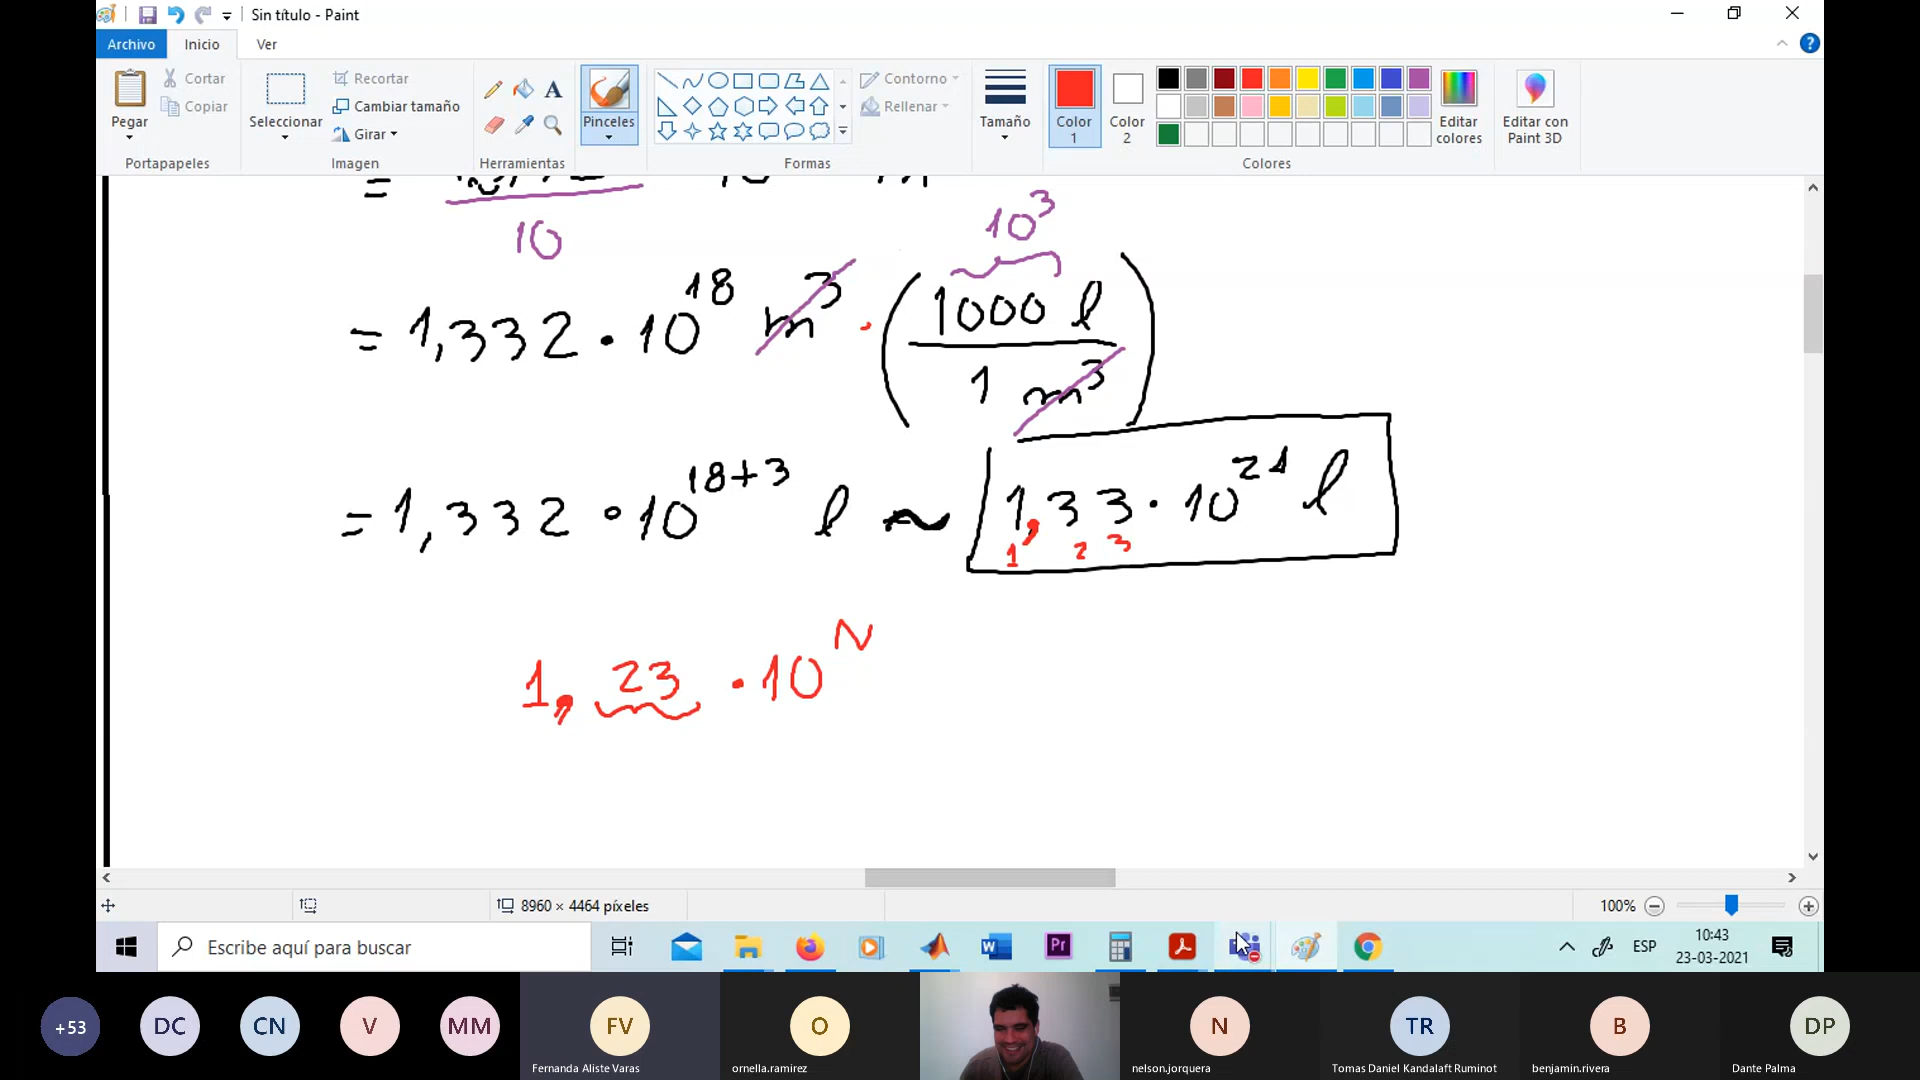 Sin título - Paint
Archivo
Inicio
Ver
Pegar
Cortar
Copiar
Portapapeles
Seleccionar
Recortar
Cambiar tamaño
Girar
Imagen
A
Herramientas
Pinceles
Formas
Contorno
Rellenar
Tamaño
Color 1
Color 2
Editar colores
Editar con Paint 3D
Colores
=
10
10³
= 1,332 · 10¹⁸ m³ · (1000 l / 1 m³)
= 1,332 · 10¹⁸⁺³ l ~ 1,33 · 10²¹ l
1 2 3
1,23 · 10ᴺ
8960 × 4464 píxeles
100%
Escribe aquí para buscar
Pr
ESP
10:43
23-03-2021
+53
DC
CN
V
MM
FV
Fernanda Aliste Varas
O
ornella.ramirez
N
nelson.jorquera
TR
Tomas Daniel Kandalaft Ruminot
B
benjamin.rivera
DP
Dante Palma